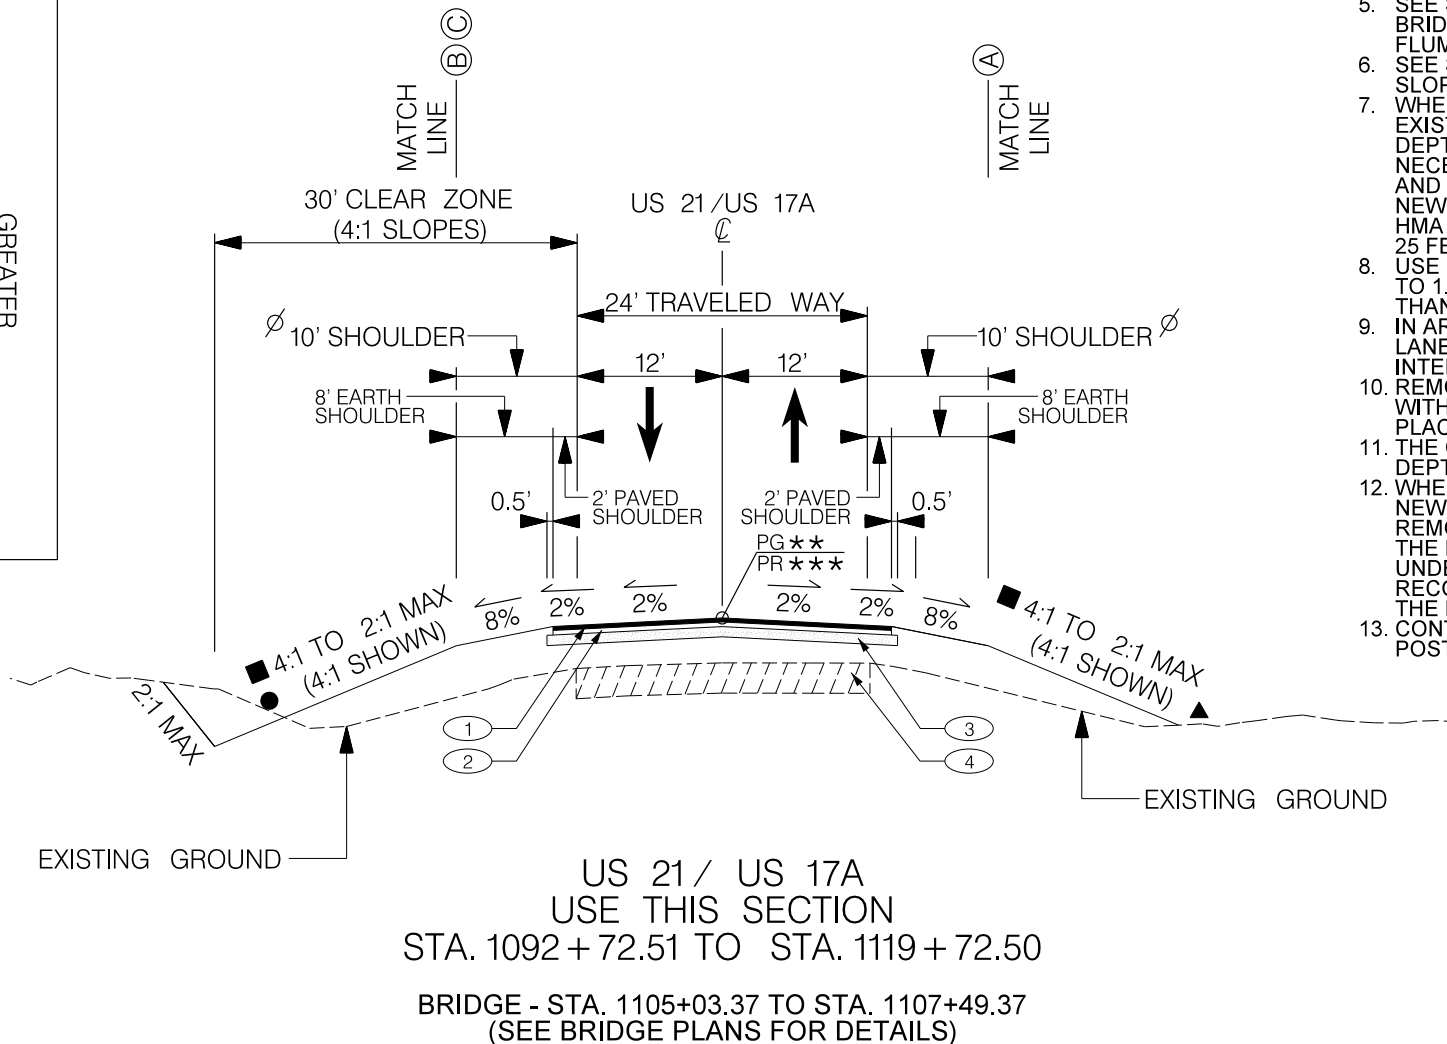 B C
MATCH
LINE
A
MATCH
LINE
GREATER
30' CLEAR ZONE
(4:1 SLOPES)
US 21/US 17A
℄
24' TRAVELED WAY
Ø 10' SHOULDER
10' SHOULDER Ø
12'
12'
8' EARTH
SHOULDER
8' EARTH
SHOULDER
0.5'
2' PAVED
SHOULDER
2' PAVED
SHOULDER
0.5'
PG **
PR ***
8%
2%
2%
2%
2%
8%
■ 4:1 TO 2:1 MAX
(4:1 SHOWN)
■ 4:1 TO 2:1 MAX
(4:1 SHOWN)
2:1 MAX
1
2
3
4
EXISTING GROUND
EXISTING GROUND
US 21/ US 17A
USE THIS SECTION
STA. 1092+72.51 TO STA. 1119+72.50
BRIDGE - STA. 1105+03.37 TO STA. 1107+49.37
(SEE BRIDGE PLANS FOR DETAILS)
5. SEE
BRID
FLUM
6. SEE
SLOP
7. WHE
EXIST
DEPT
NECE
AND
NEW
HMA
25 FE
8. USE
TO 1.
THAN
9. IN AR
LANE
INTE
10. REMO
WITH
PLAC
11. THE
DEPT
12. WHE
NEW
REMO
THE
UNDE
RECO
THE
13. CONT
POST